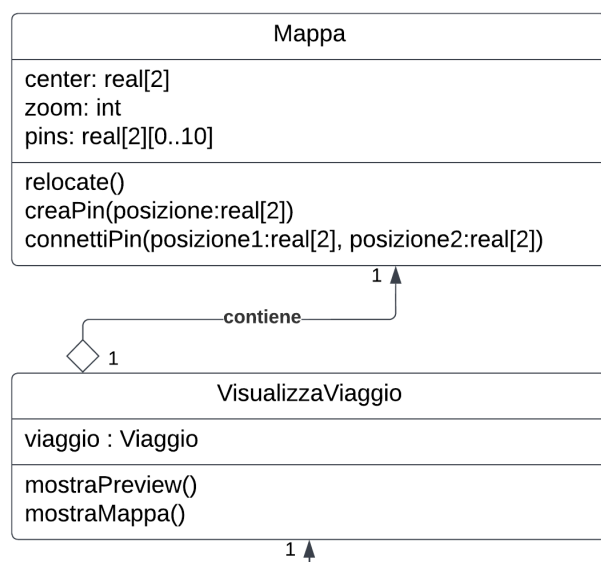 Mappa
center: real[2]
zoom: int
pins: real[2][0..10]
relocate()
creaPin(posizione:real[2])
connettiPin(posizione1:real[2], posizione2:real[2])
1
contiene
1
VisualizzaViaggio
viaggio : Viaggio
mostraPreview()
mostraMappa()
1